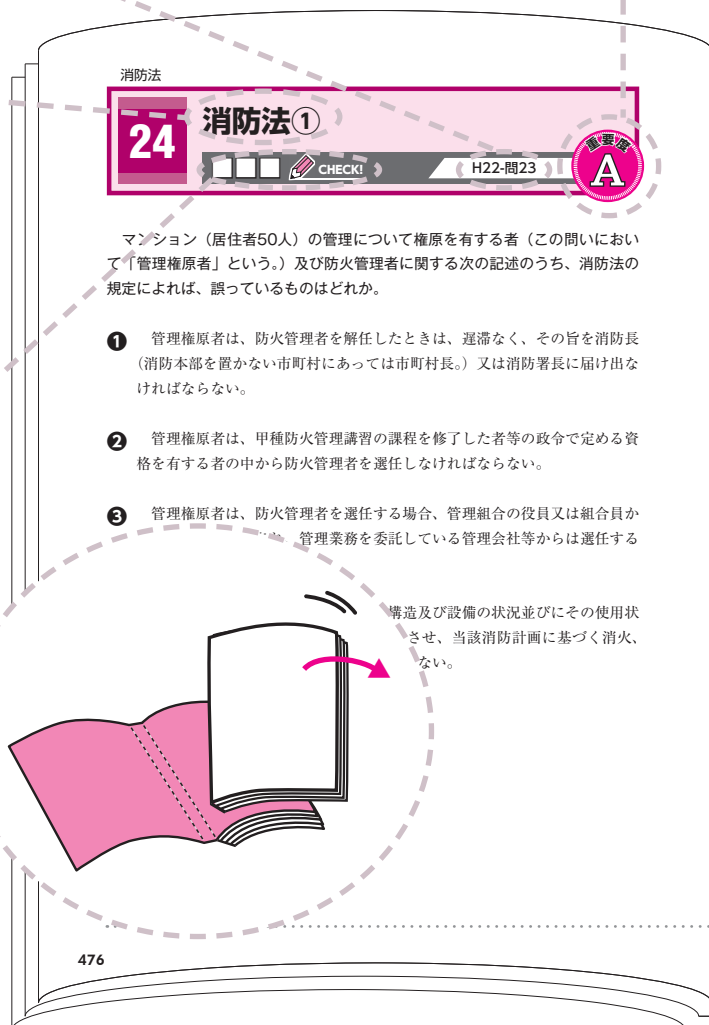 消防法
24
消防法①
CHECK!
H22-問23
重要度
A
マンション（居住者50人）の管理について権原を有する者（この問いにおい
て「管理権原者」という。）及び防火管理者に関する次の記述のうち、消防法の
規定によれば、誤っているものはどれか。
❶ 管理権原者は、防火管理者を解任したときは、遅滞なく、その旨を消防長
（消防本部を置かない市町村にあっては市町村長。）又は消防署長に届け出な
ければならない。
❷ 管理権原者は、甲種防火管理講習の課程を修了した者等の政令で定める資
格を有する者の中から防火管理者を選任しなければならない。
❸ 管理権原者は、防火管理者を選任する場合、管理組合の役員又は組合員か
管理業務を委託している管理会社等からは選任する
構造及び設備の状況並びにその使用状
させ、当該消防計画に基づく消火、
ない。
476